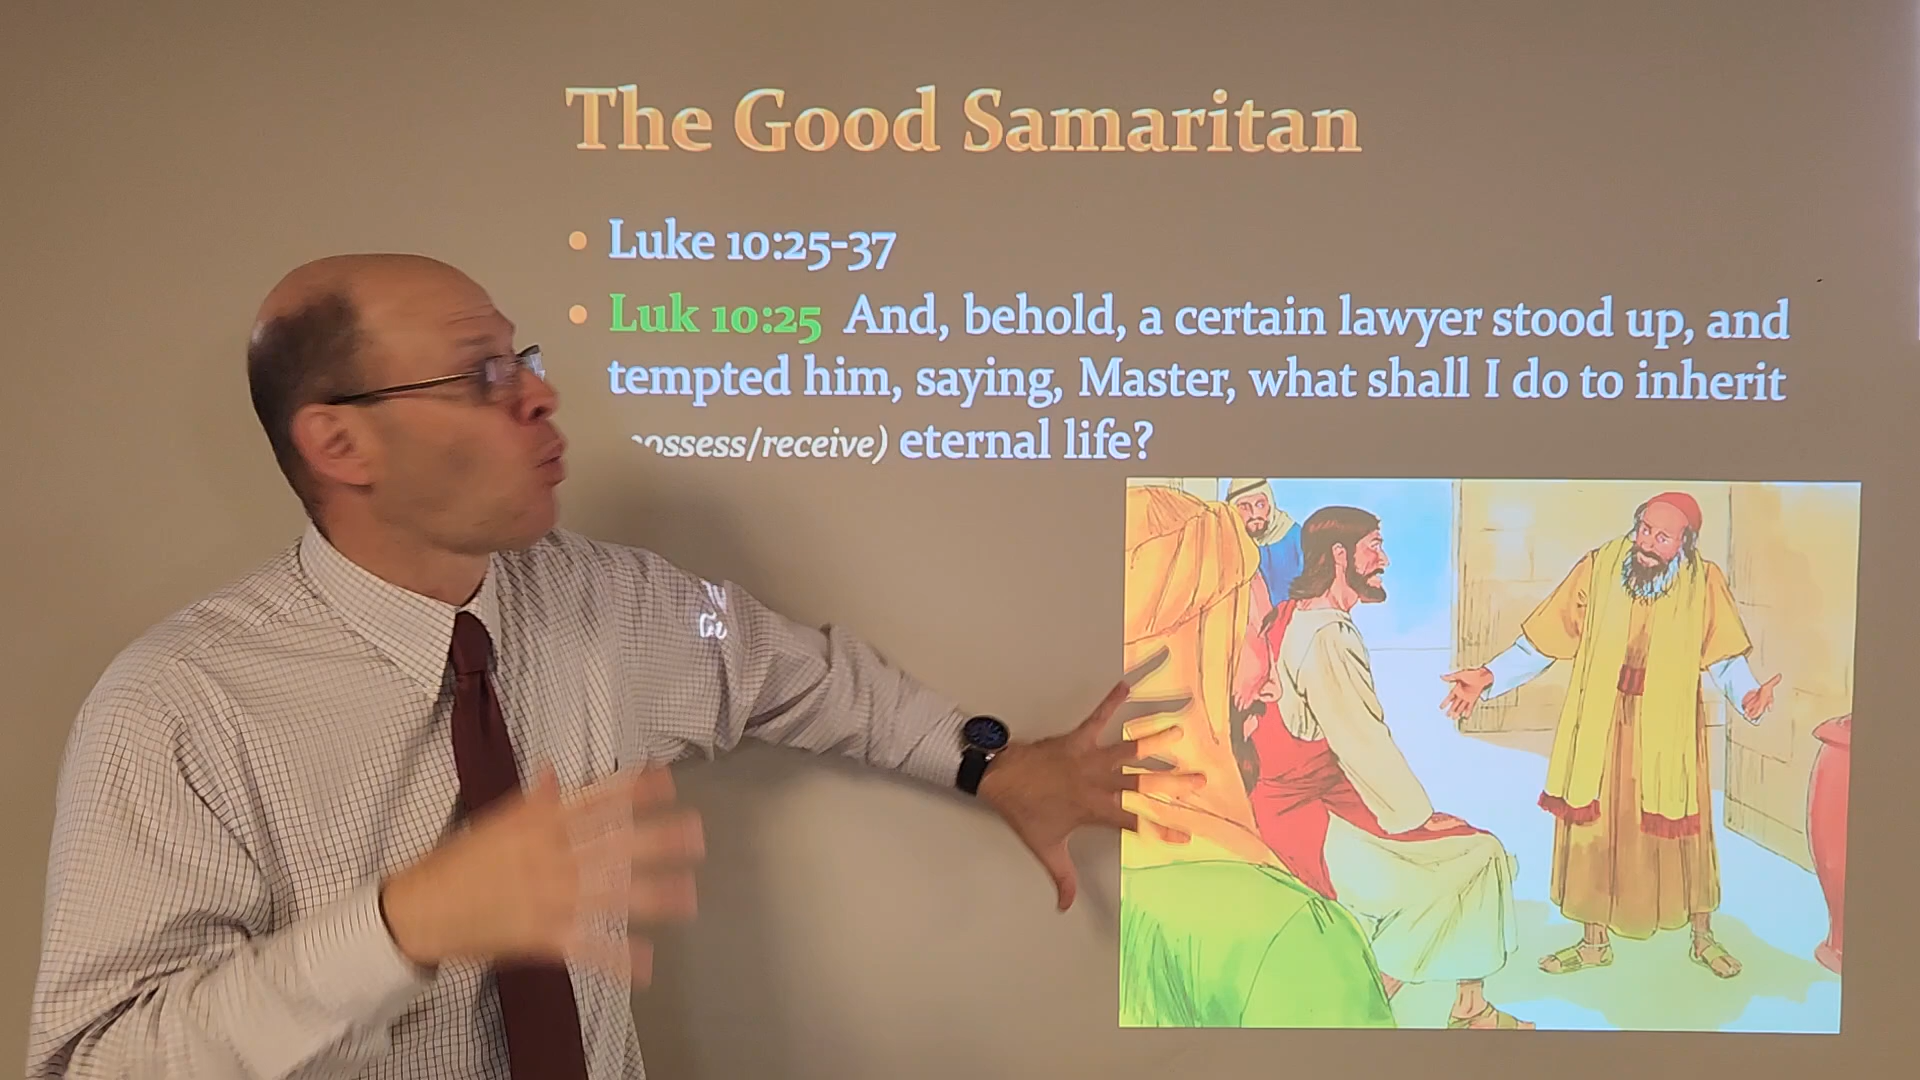 The Good Samaritan
• Luke 10:25-37
• Luk 10:25 And, behold, a certain lawyer stood up, and
tempted him, saying, Master, what shall I do to inherit
possess/receive) eternal life?